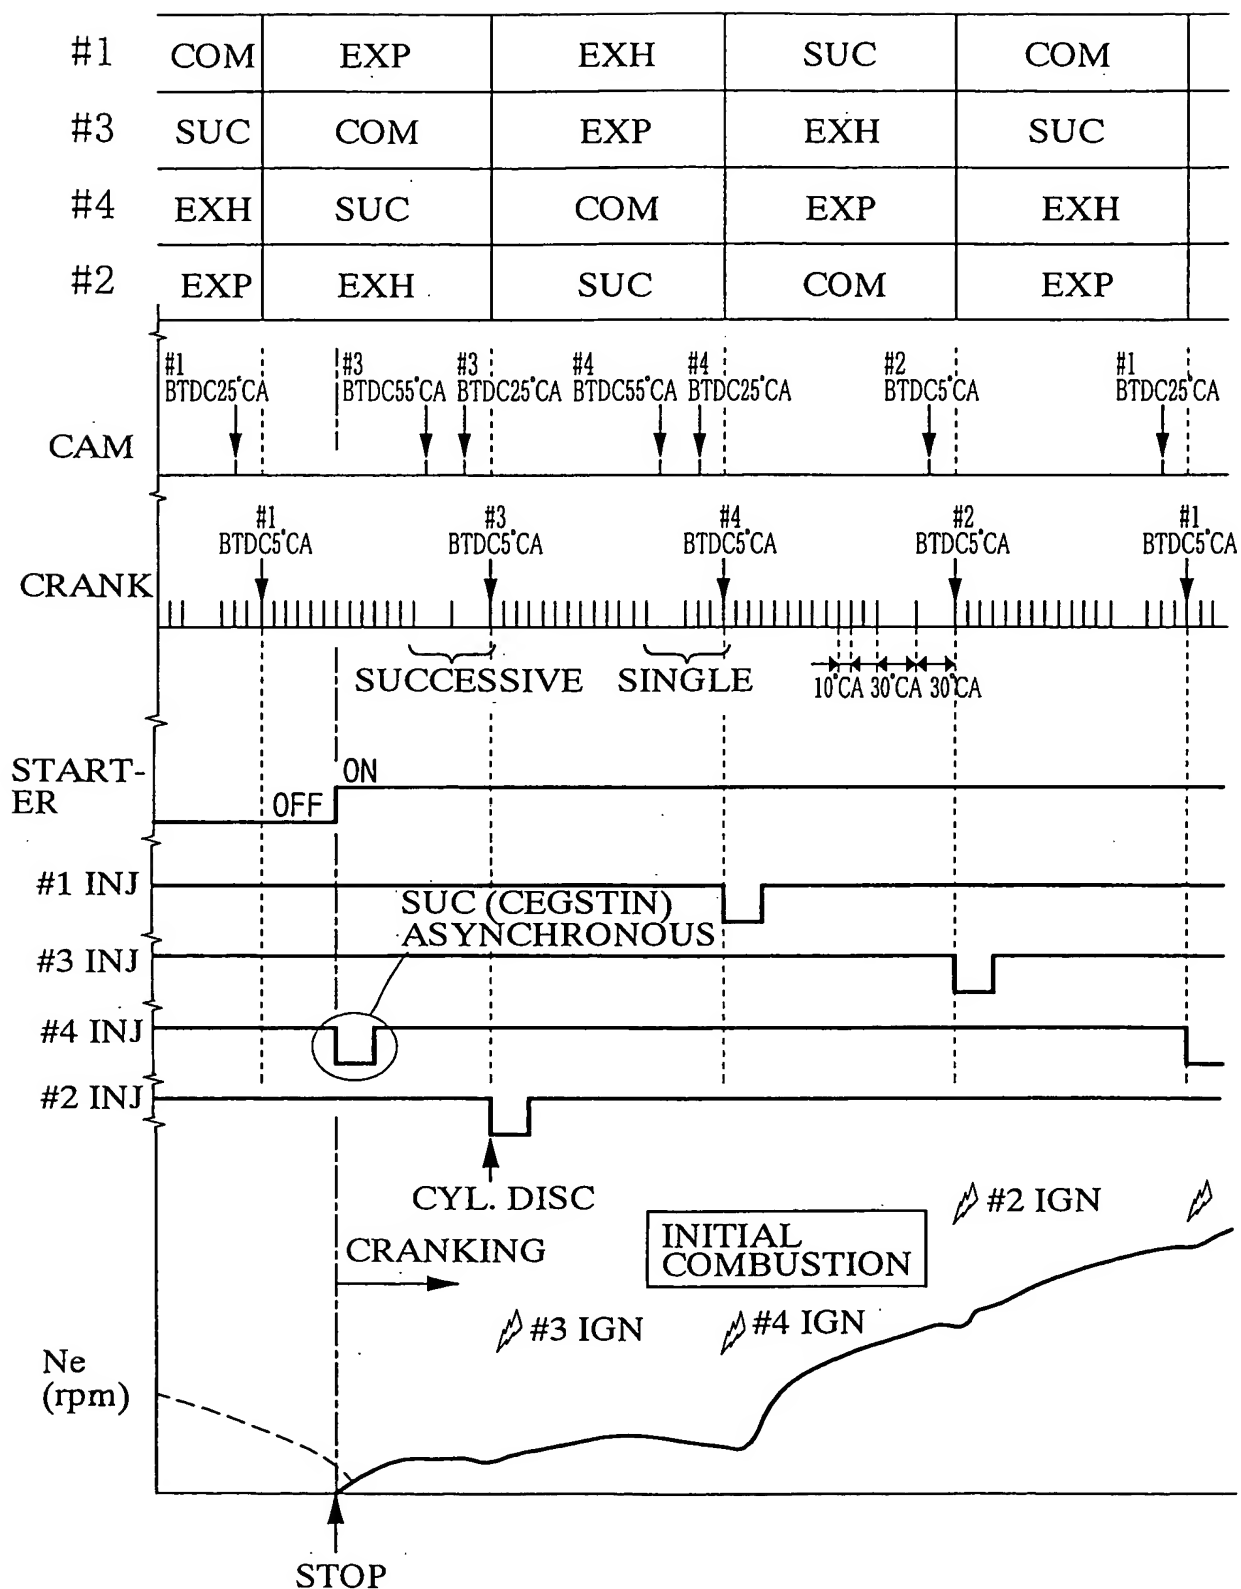 #1 COM EXP EXH SUC COM
#3 SUC COM EXP EXH SUC
#4 EXH SUC COM EXP EXH
#2 EXP EXH SUC COM EXP
#1 #3 #3 #4 #4 #2 #1
BTDC25°CA BTDC55°CA BTDC25°CA BTDC55°CA BTDC25°CA BTDC5°CA BTDC25°CA
CAM
#1 #3 #4 #2 #1
BTDC5°CA BTDC5°CA BTDC5°CA BTDC5°CA BTDC5°CA
CRANK
SUCCESSIVE SINGLE 10°CA 30°CA 30°CA
START-
ER
ON
OFF
#1 INJ
SUC (CEGSTIN)
ASYNCHRONOUS
#3 INJ
#4 INJ
#2 INJ
CYL. DISC
#2 IGN
CRANKING
INITIAL
COMBUSTION
#3 IGN #4 IGN
Ne
(rpm)
STOP